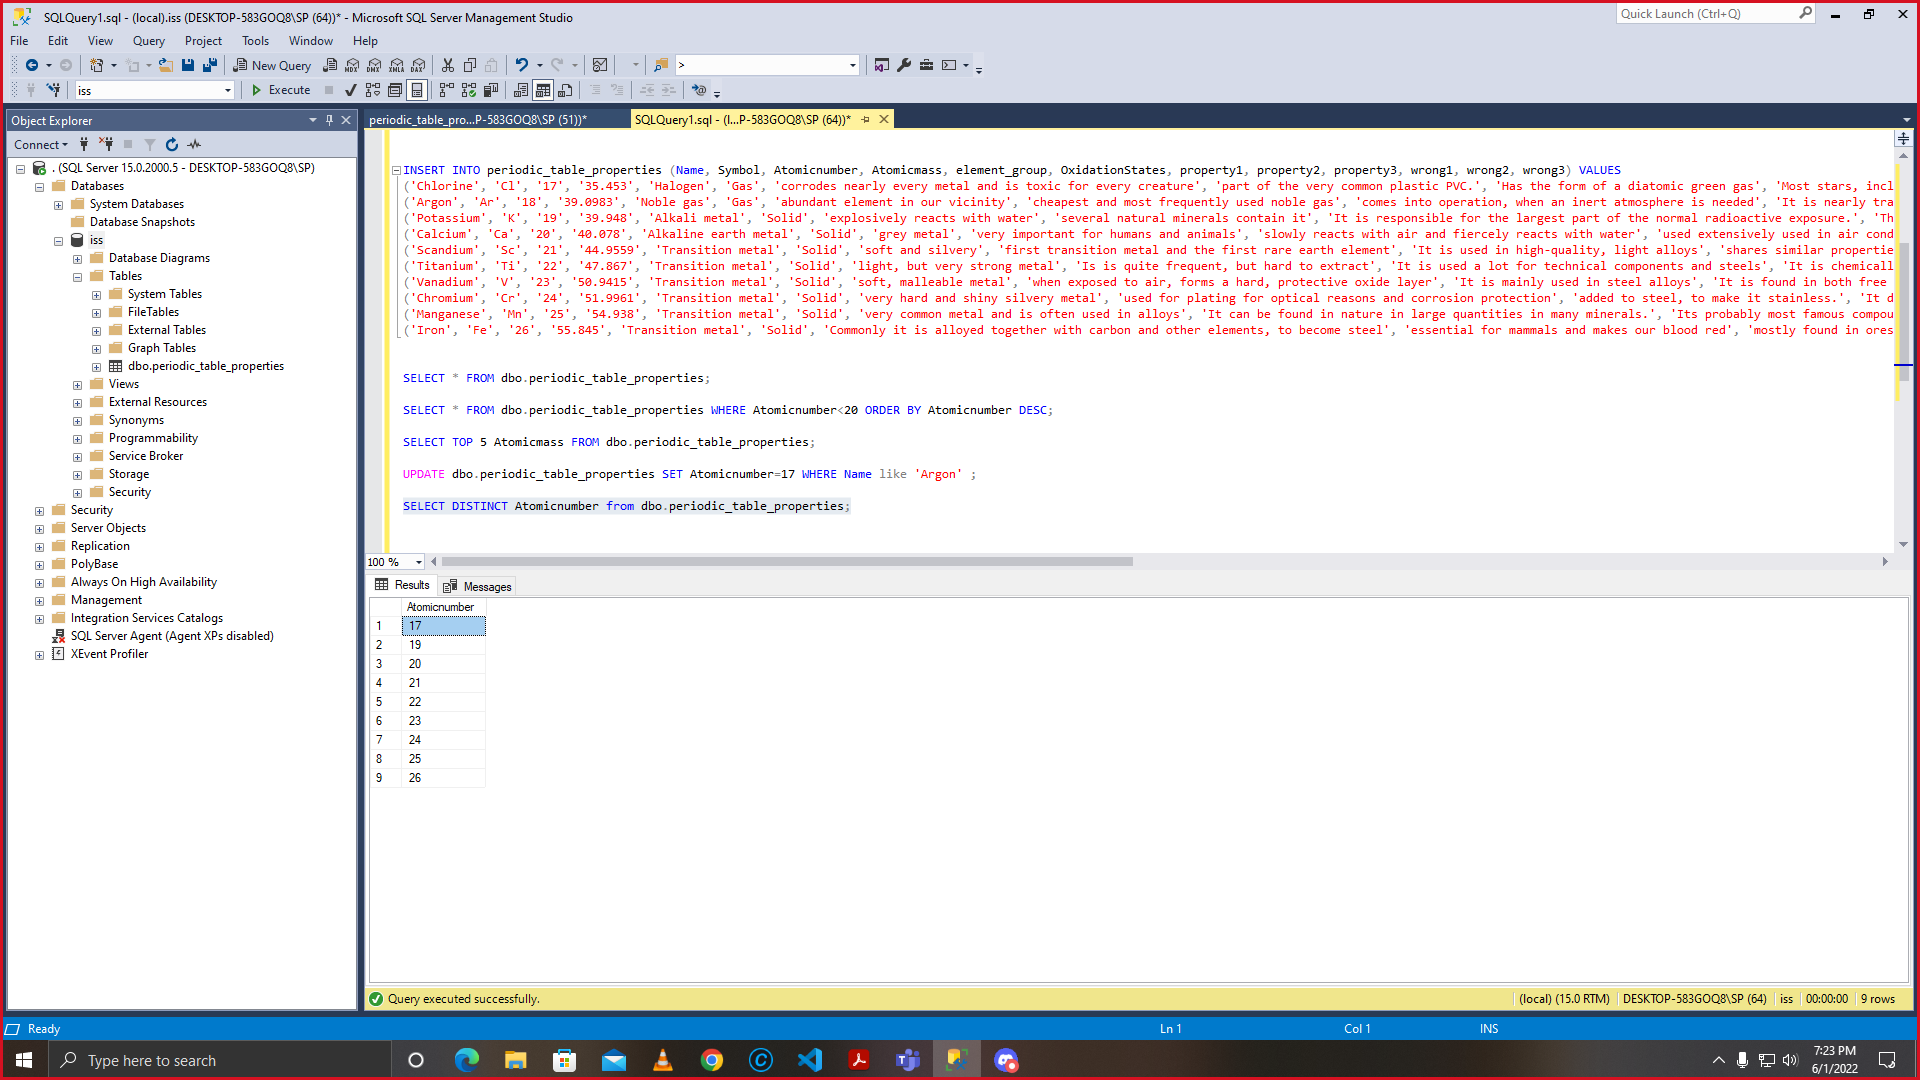 SQLQuery1.sql - (local).iss (DESKTOP-583GOQ8\SP (64))* - Microsoft SQL Server Management Studio
Quick Launch (Ctrl+Q)
File Edit View Query Project Tools Window Help
New Query MDX DMX XMLA DAX >
iss Execute
Object Explorer
Connect
. (SQL Server 15.0.2000.5 - DESKTOP-583GOQ8\SP)
Databases
System Databases
Database Snapshots
iss
Database Diagrams
Tables
System Tables
FileTables
External Tables
Graph Tables
dbo.periodic_table_properties
Views
External Resources
Synonyms
Programmability
Service Broker
Storage
Security
Security
Server Objects
Replication
PolyBase
Always On High Availability
Management
Integration Services Catalogs
SQL Server Agent (Agent XPs disabled)
XEvent Profiler
periodic_table_pro...P-583GOQ8\SP (51))* SQLQuery1.sql - (l...P-583GOQ8\SP (64))*
INSERT INTO periodic_table_properties (Name, Symbol, Atomicnumber, Atomicmass, element_group, OxidationStates, property1, property2, property3, wrong1, wrong2, wrong3) VALUES
('Chlorine', 'Cl', '17', '35.453', 'Halogen', 'Gas', 'corrodes nearly every metal and is toxic for every creature', 'part of the very common plastic PVC.', 'Has the form of a diatomic green gas', 'Most stars, incl
('Argon', 'Ar', '18', '39.0983', 'Noble gas', 'Gas', 'abundant element in our vicinity', 'cheapest and most frequently used noble gas', 'comes into operation, when an inert atmosphere is needed', 'It is nearly tra
('Potassium', 'K', '19', '39.948', 'Alkali metal', 'Solid', 'explosively reacts with water', 'several natural minerals contain it', 'It is responsible for the largest part of the normal radioactive exposure.', 'Th
('Calcium', 'Ca', '20', '40.078', 'Alkaline earth metal', 'Solid', 'grey metal', 'very important for humans and animals', 'slowly reacts with air and fiercely reacts with water', 'used extensively used in air cond
('Scandium', 'Sc', '21', '44.9559', 'Transition metal', 'Solid', 'soft and silvery', 'first transition metal and the first rare earth element', 'It is used in high-quality, light alloys', 'shares similar propertie
('Titanium', 'Ti', '22', '47.867', 'Transition metal', 'Solid', 'light, but very strong metal', 'Is is quite frequent, but hard to extract', 'It is used a lot for technical components and steels', 'It is chemicall
('Vanadium', 'V', '23', '50.9415', 'Transition metal', 'Solid', 'soft, malleable metal', 'when exposed to air, forms a hard, protective oxide layer', 'It is mainly used in steel alloys', 'It is found in both free
('Chromium', 'Cr', '24', '51.9961', 'Transition metal', 'Solid', 'very hard and shiny silvery metal', 'used for plating for optical reasons and corrosion protection', 'added to steel, to make it stainless.', 'It d
('Manganese', 'Mn', '25', '54.938', 'Transition metal', 'Solid', 'very common metal and is often used in alloys', 'It can be found in nature in large quantities in many minerals.', 'Its probably most famous compou
('Iron', 'Fe', '26', '55.845', 'Transition metal', 'Solid', 'Commonly it is alloyed together with carbon and other elements, to become steel', 'essential for mammals and makes our blood red', 'mostly found in ores
SELECT * FROM dbo.periodic_table_properties;
SELECT * FROM dbo.periodic_table_properties WHERE Atomicnumber<20 ORDER BY Atomicnumber DESC;
SELECT TOP 5 Atomicmass FROM dbo.periodic_table_properties;
UPDATE dbo.periodic_table_properties SET Atomicnumber=17 WHERE Name like 'Argon' ;
SELECT DISTINCT Atomicnumber from dbo.periodic_table_properties;
100 %
Results Messages
Atomicnumber
1 17
2 19
3 20
4 21
5 22
6 23
7 24
8 25
9 26
Query executed successfully.
(local) (15.0 RTM) DESKTOP-583GOQ8\SP (64) iss 00:00:00 9 rows
Ready Ln 1 Col 1 INS
Type here to search
7:23 PM
6/1/2022